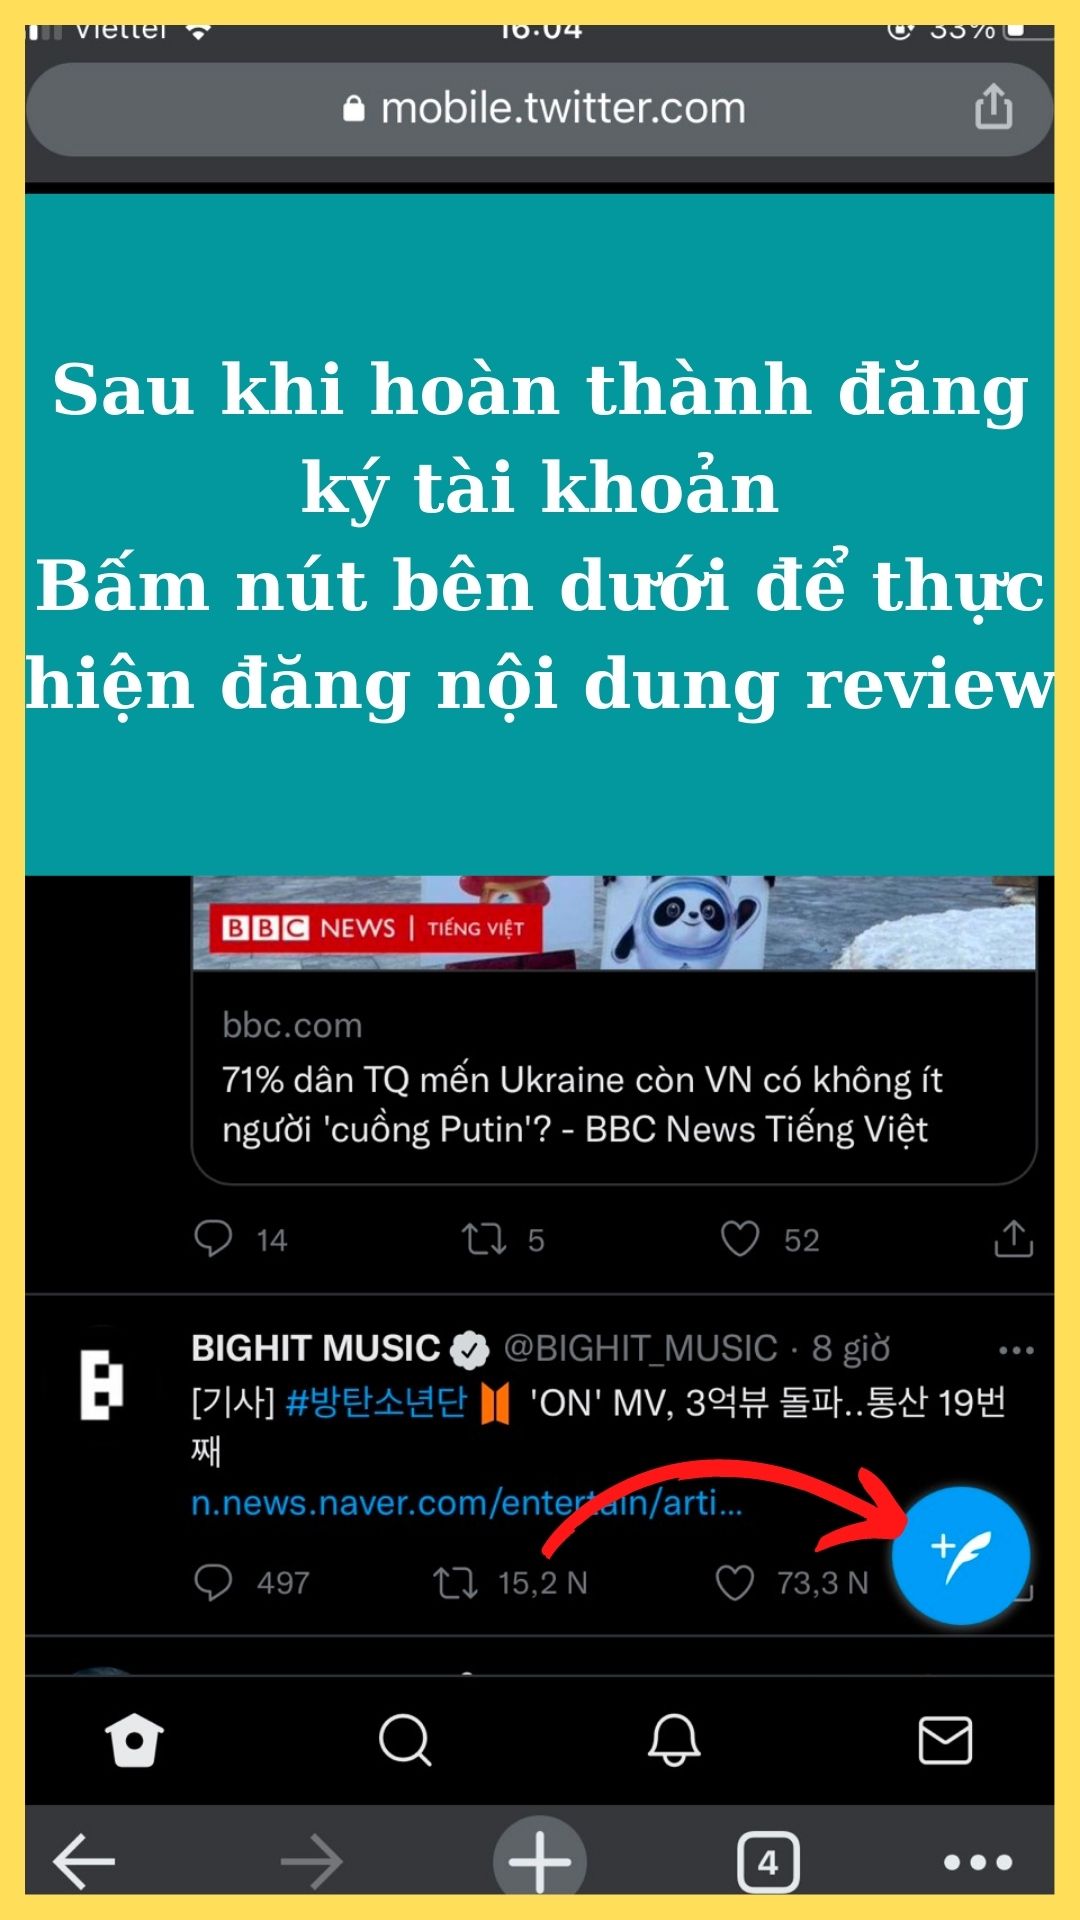 Viettel 16:04 33%
mobile.twitter.com
Sau khi hoàn thành đăng
ký tài khoản
Bấm nút bên dưới để thực
hiện đăng nội dung review
BBC NEWS | TIẾNG VIỆT
bbc.com
71% dân TQ mến Ukraine còn VN có không ít
người 'cuồng Putin'? - BBC News Tiếng Việt
14 5 52
BIGHIT MUSIC @BIGHIT_MUSIC · 8 giờ
[기사] #방탄소년단 'ON' MV, 3억뷰 돌파..통산 19번
째
n.news.naver.com/entertain/arti...
497 15,2 N 73,3 N
4